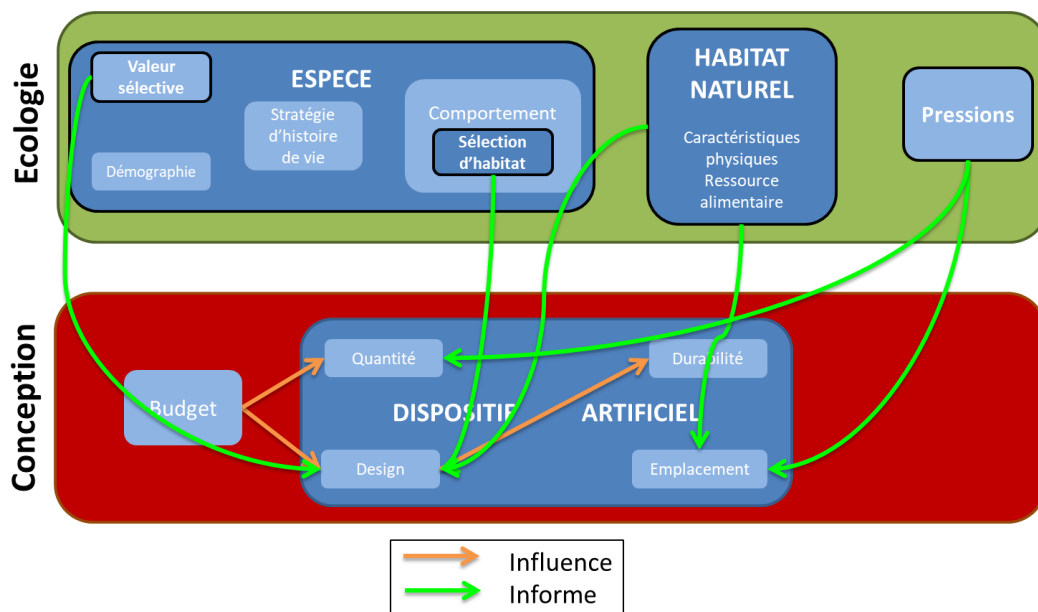 Ecologie
Valeur
sélective
ESPECE
Stratégie
d'histoire
de vie
Démographie
Comportement
Sélection
d'habitat
HABITAT
NATUREL
Caractéristiques
physiques
Ressource
alimentaire
Pressions
Conception
Budget
Quantité
Durabilité
DISPOSITIF ARTIFICIEL
Design
Emplacement
Influence
Informe